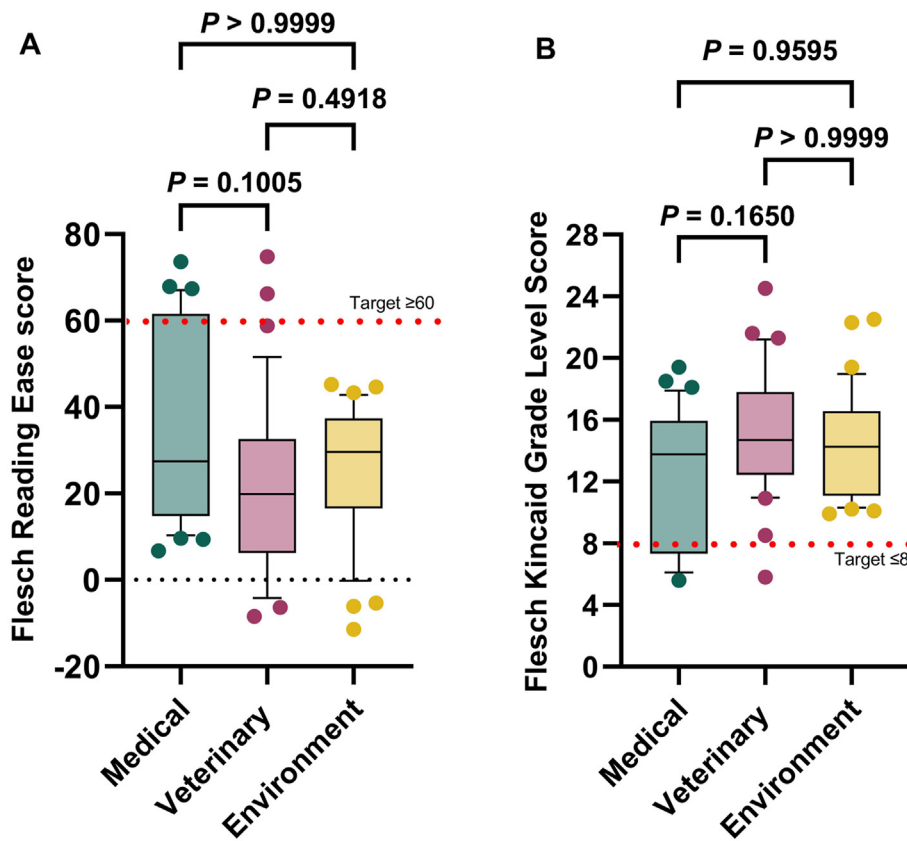 A
P > 0.9999
P = 0.4918
P = 0.1005
Flesch Reading Ease score
80
60
40
20
0
-20
Target ≥60
Medical
Veterinary
Environment
B
P = 0.9595
P > 0.9999
P = 0.1650
Flesch Kincaid Grade Level Score
28
24
20
16
12
8
4
0
Target ≤8
Medical
Veterinary
Environment